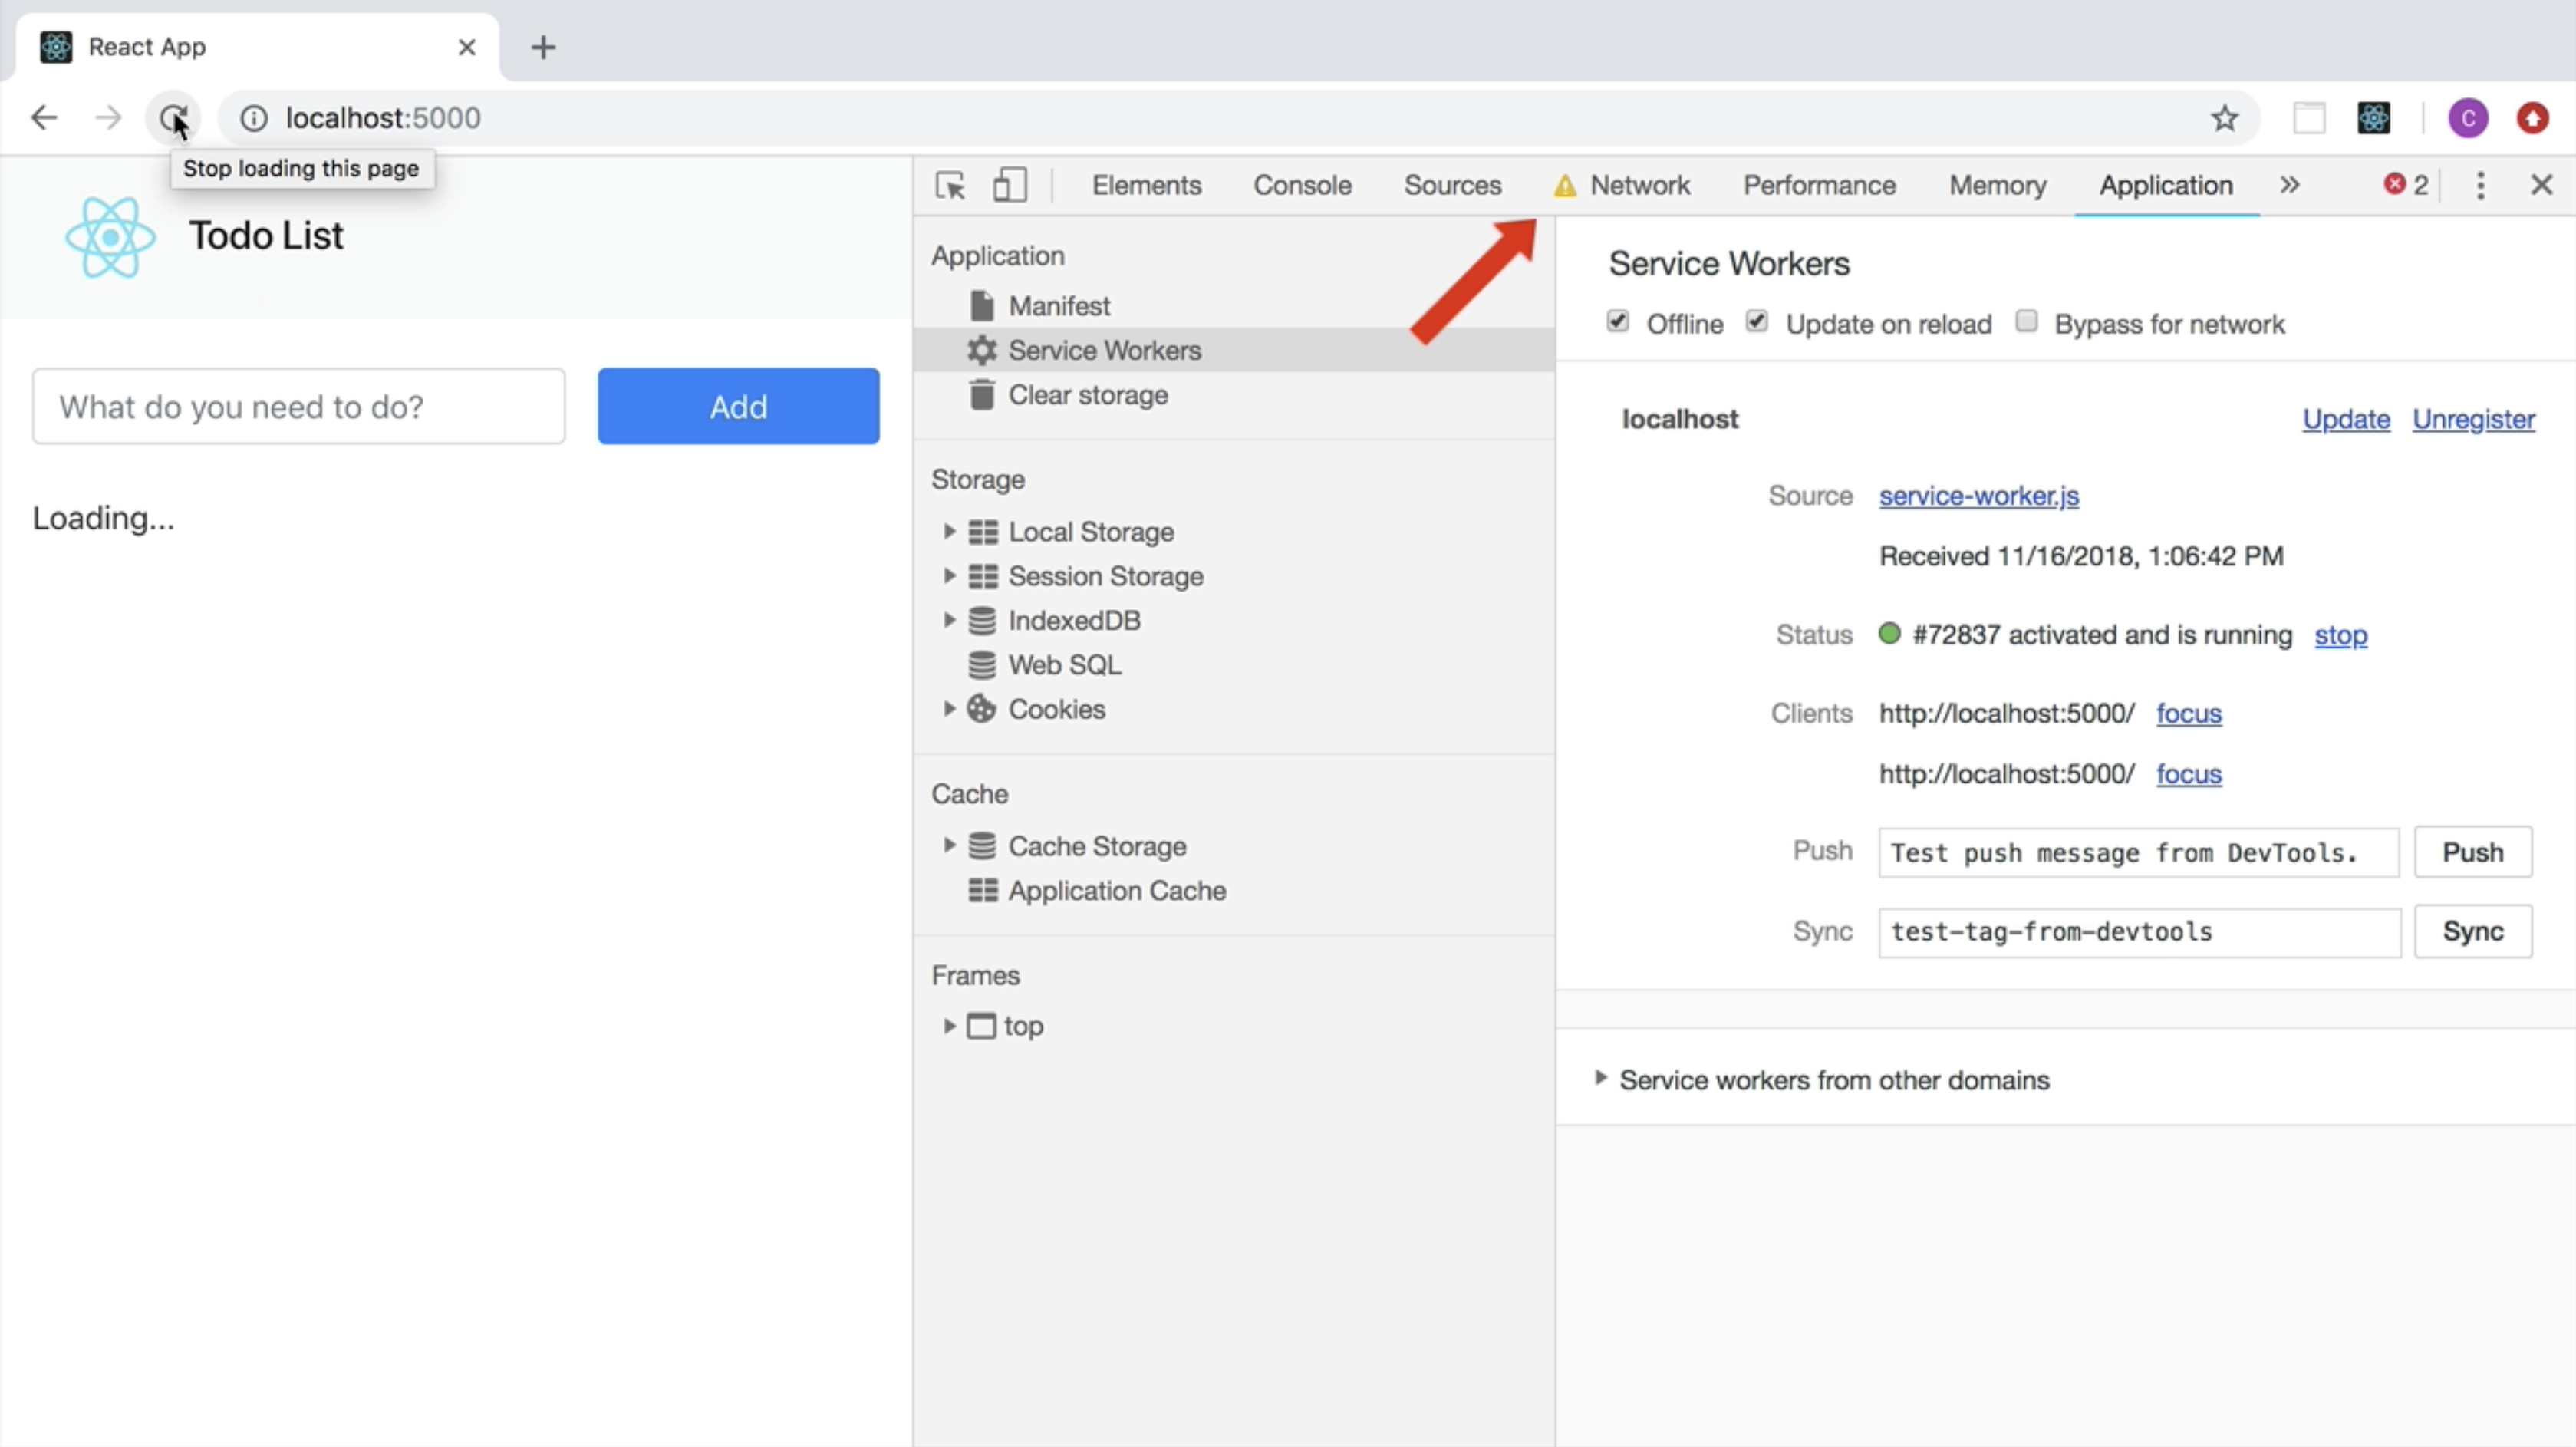 React App
localhost:5000
C
Stop loading this page
Todo List
What do you need to do?
Add
Loading...
Elements Console Sources Network Performance Memory Application » 2
Application
Manifest
Service Workers
Clear storage
Storage
Local Storage
Session Storage
IndexedDB
Web SQL
Cookies
Cache
Cache Storage
Application Cache
Frames
top
Service Workers
Offline Update on reload Bypass for network
localhost Update Unregister
Source service-worker.js
Received 11/16/2018, 1:06:42 PM
Status #72837 activated and is running stop
Clients http://localhost:5000/ focus
http://localhost:5000/ focus
Push Test push message from DevTools. Push
Sync test-tag-from-devtools Sync
Service workers from other domains